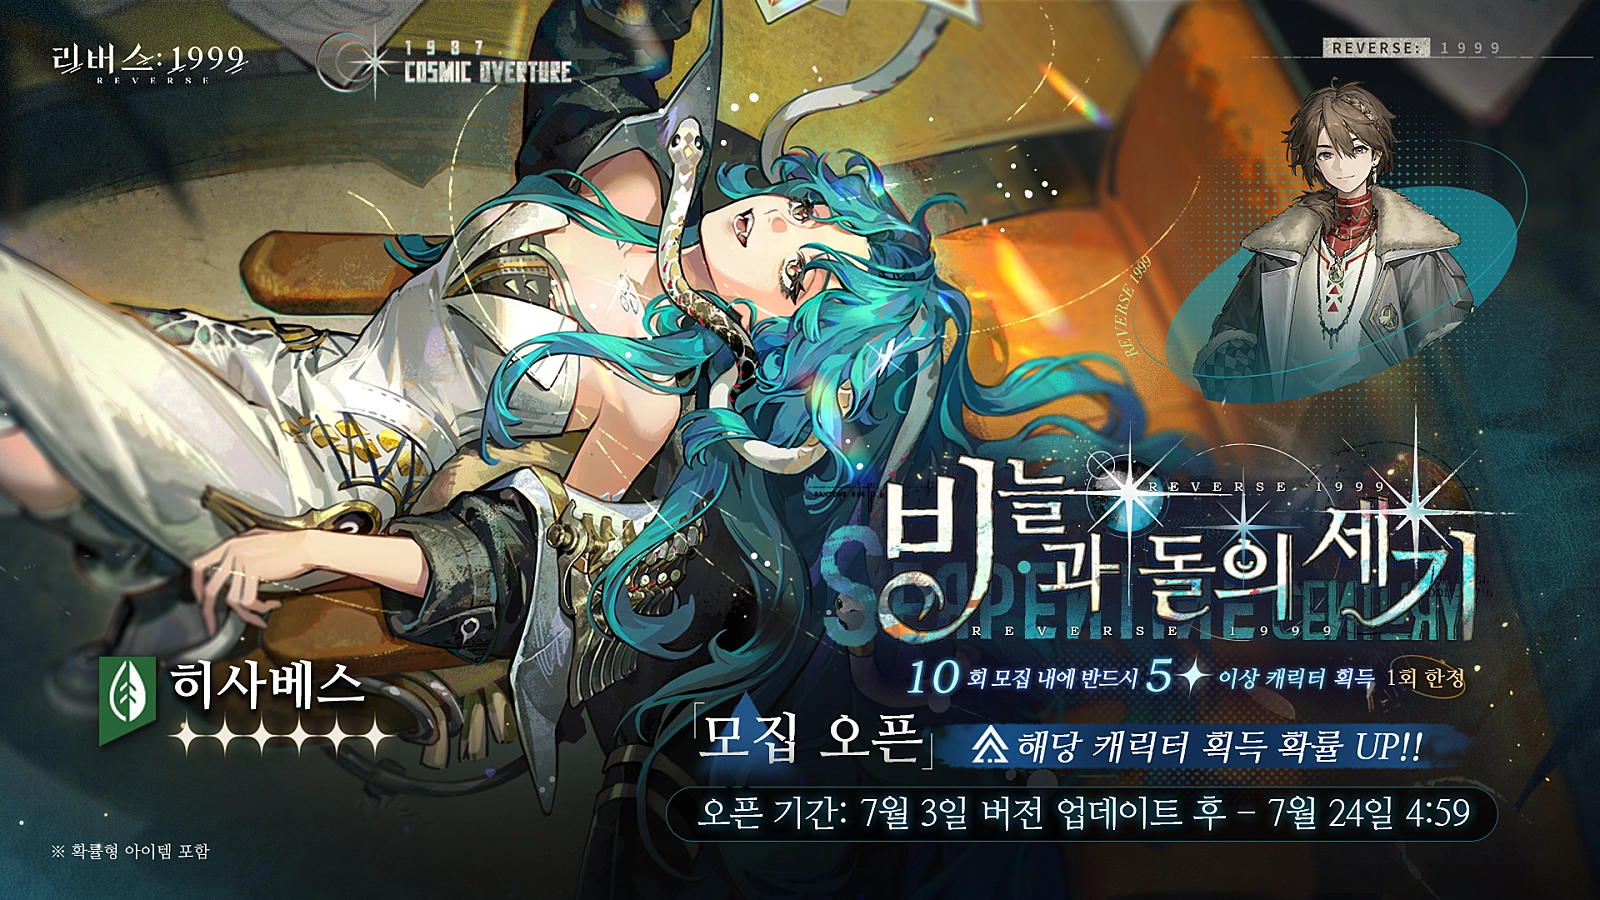 리버스: 1999
REVERSE
1987.
COSMIC OVERTURE
REVERSE: 1999
REVERSE 1999
REVERSE 1999
비늘과 돌의 세기
SERPENTINE CENTURY
REVERSE 1999
10회 모집 내에 반드시 5✦ 이상 캐릭터 획득 1회 한정
히사베스
「모집 오픈」 해당 캐릭터 획득 확률 UP!!
오픈 기간: 7월 3일 버전 업데이트 후 – 7월 24일 4:59
※ 확률형 아이템 포함